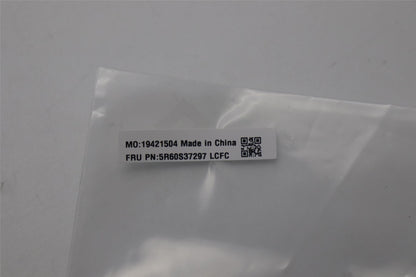 MO:19421504 Made in China
FRU PN:5R60S37297 LCFC